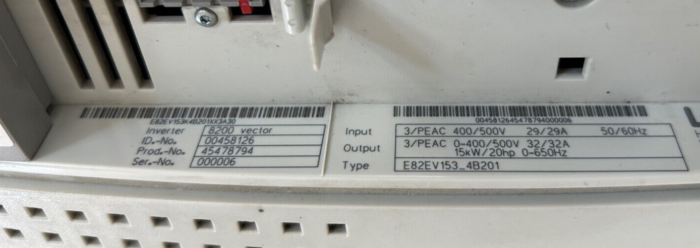 E82EV153K4B201XX3A30
Inverter 8200 vector
ID.-No. 00458126
Prod.-No. 45478794
Ser.-No. 000006
00458126454787940000006
Input 3/PEAC 400/500V 29/29A 50/60Hz
Output 3/PEAC 0-400/500V 32/32A
15kW/20hp 0-650Hz
Type E82EV153_4B201
L